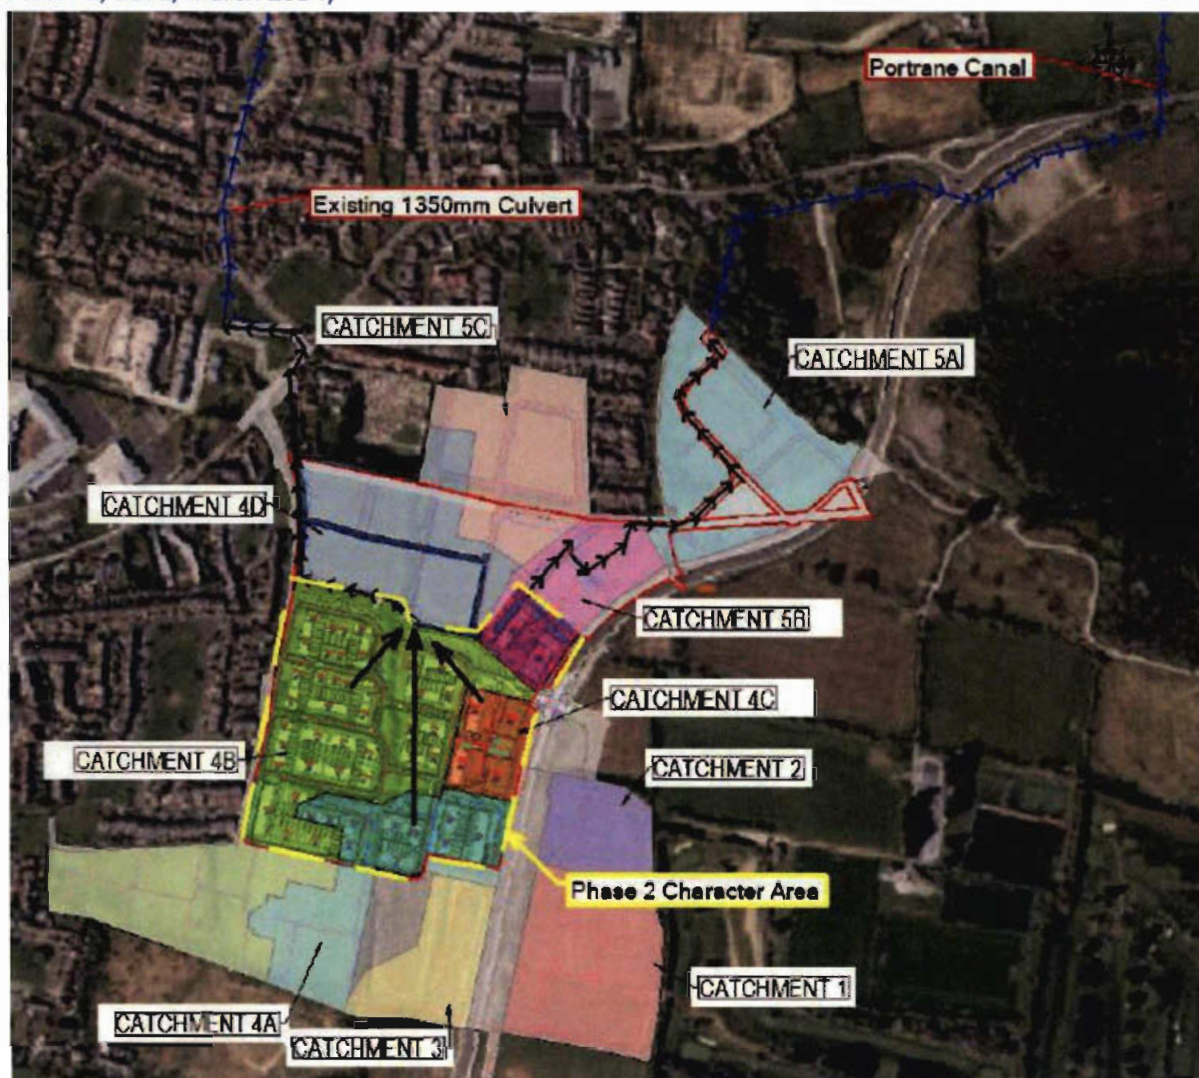 Portrane Canal
Existing 1350mm Culvert
CATCHMENT 5C
CATCHMENT 5A
CATCHMENT 4D
CATCHMENT 5B
CATCHMENT 4C
CATCHMENT 4B
CATCHMENT 2
Phase 2 Character Area
CATCHMENT 1
CATCHMENT 4A
CATCHMENT 3